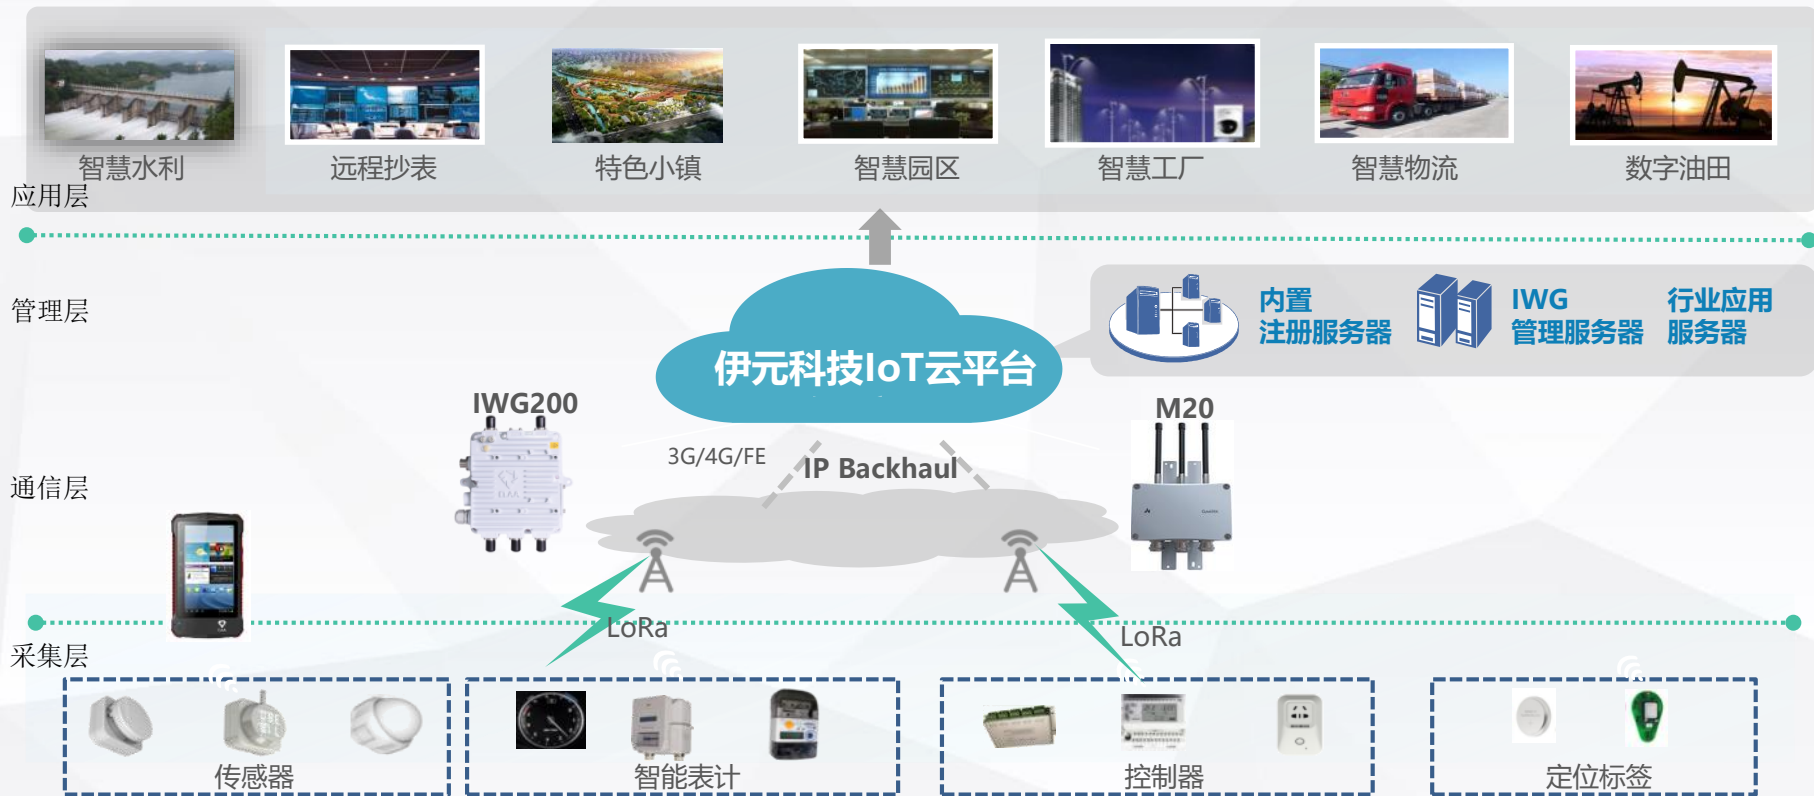 智慧水利
远程抄表
特色小镇
智慧园区
智慧工厂
智慧物流
数字油田
应用层
管理层
内置
注册服务器
IWG
管理服务器
行业应用
服务器
伊元科技IoT云平台
IWG200
M20
3G/4G/FE
IP Backhaul
通信层
LoRa
LoRa
采集层
传感器
智能表计
控制器
定位标签